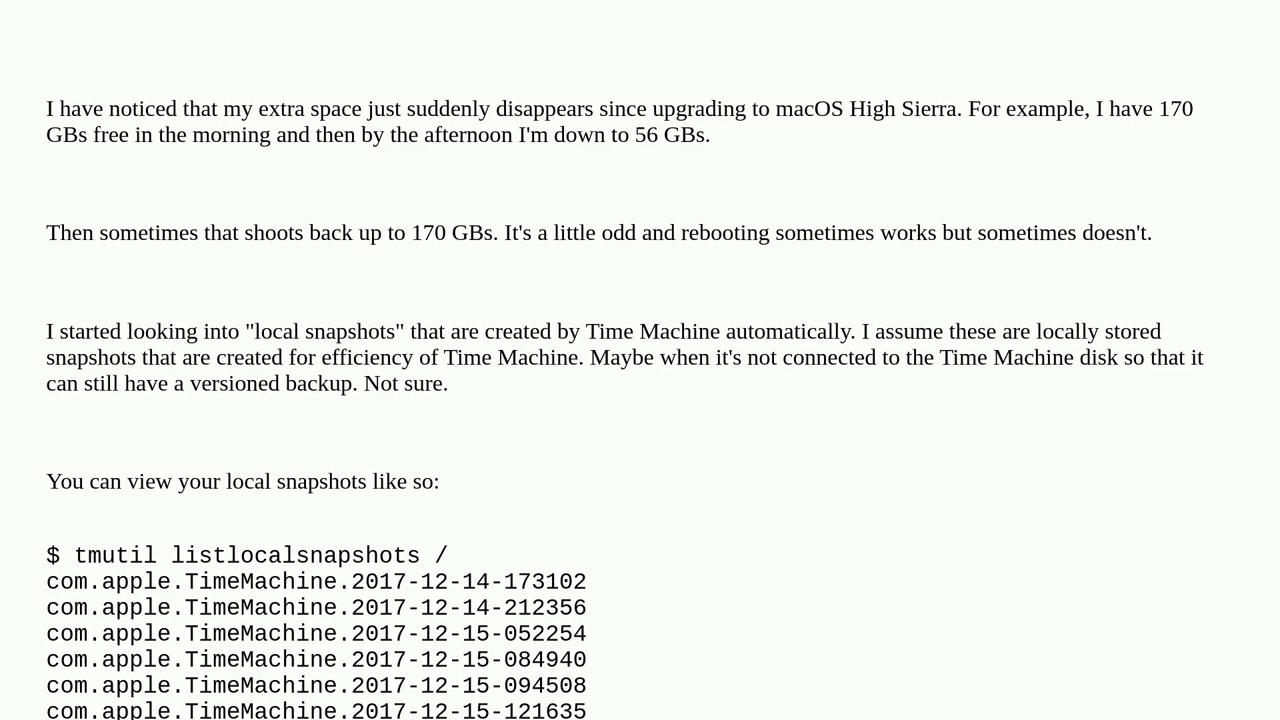 I have noticed that my extra space just suddenly disappears since upgrading to macOS High Sierra. For example, I have 170
GBs free in the morning and then by the afternoon I'm down to 56 GBs.
Then sometimes that shoots back up to 170 GBs. It's a little odd and rebooting sometimes works but sometimes doesn't.
I started looking into "local snapshots" that are created by Time Machine automatically. I assume these are locally stored
snapshots that are created for efficiency of Time Machine. Maybe when it's not connected to the Time Machine disk so that it
can still have a versioned backup. Not sure.
You can view your local snapshots like so:
$ tmutil listlocalsnapshots /
com.apple.TimeMachine.2017-12-14-173102
com.apple.TimeMachine.2017-12-14-212356
com.apple.TimeMachine.2017-12-15-052254
com.apple.TimeMachine.2017-12-15-084940
com.apple.TimeMachine.2017-12-15-094508
com.apple.TimeMachine.2017-12-15-121635